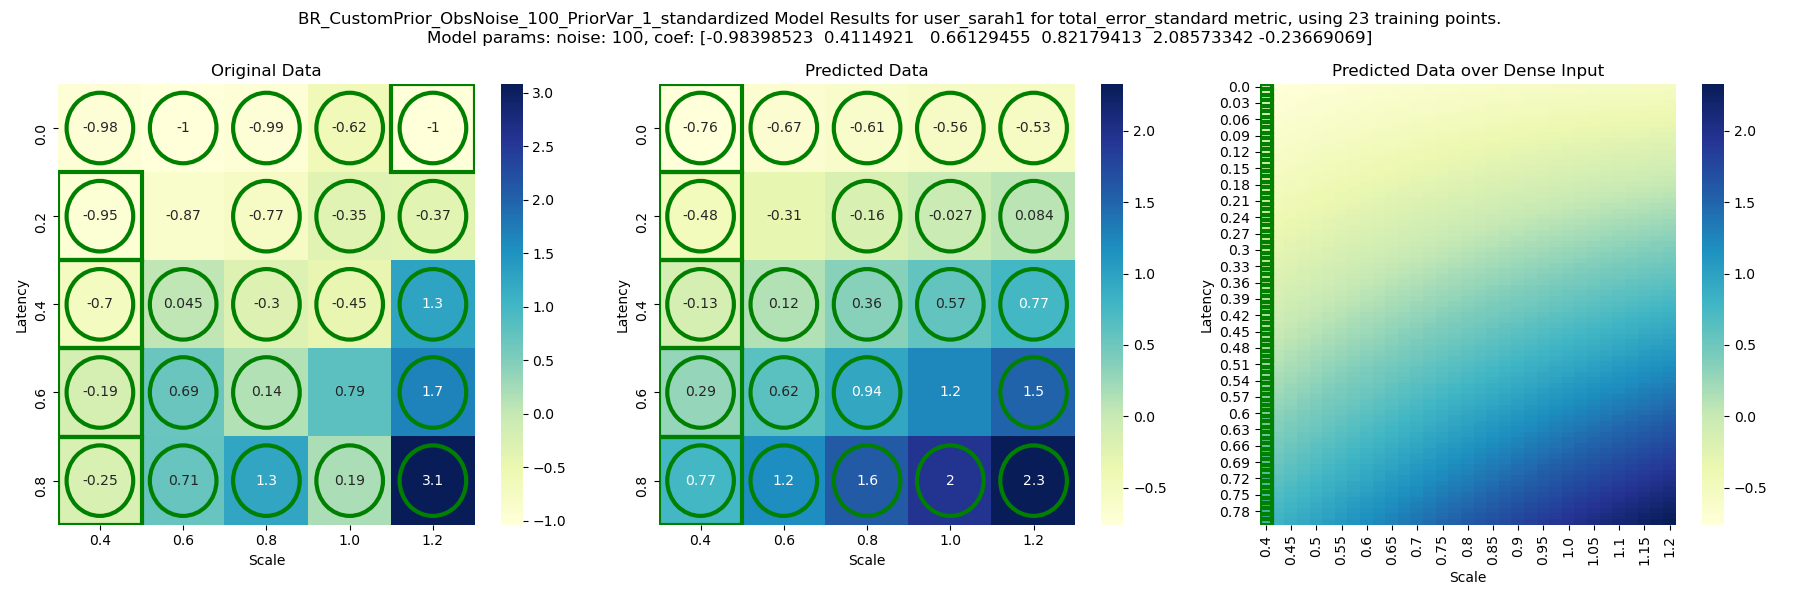 BR_CustomPrior_ObsNoise_100_PriorVar_1_standardized Model Results for user_sarah1 for total_error_standard metric, using 23 training points.
Model params: noise: 100, coef: [-0.98398523  0.4114921   0.66129455  0.82179413  2.08573342 -0.23669069]
Original Data
0.0 -0.98 -1 -0.99 -0.62 -1
0.2 -0.95 -0.87 -0.77 -0.35 -0.37
0.4 -0.7 0.045 -0.3 -0.45 1.3
0.6 -0.19 0.69 0.14 0.79 1.7
0.8 -0.25 0.71 1.3 0.19 3.1
0.4 0.6 0.8 1.0 1.2
Scale
Latency
3.0
2.5
2.0
1.5
1.0
0.5
0.0
−0.5
−1.0
Predicted Data
0.0 -0.76 -0.67 -0.61 -0.56 -0.53
0.2 -0.48 -0.31 -0.16 -0.027 0.084
0.4 -0.13 0.12 0.36 0.57 0.77
0.6 0.29 0.62 0.94 1.2 1.5
0.8 0.77 1.2 1.6 2 2.3
0.4 0.6 0.8 1.0 1.2
Scale
Latency
2.0
1.5
1.0
0.5
0.0
−0.5
Predicted Data over Dense Input
0.0
0.03
0.06
0.09
0.12
0.15
0.18
0.21
0.24
0.27
0.3
0.33
0.36
0.39
0.42
0.45
0.48
0.51
0.54
0.57
0.6
0.63
0.66
0.69
0.72
0.75
0.78
0.4 0.45 0.5 0.55 0.6 0.65 0.7 0.75 0.8 0.85 0.9 0.95 1.0 1.05 1.1 1.15 1.2
Scale
Latency
2.0
1.5
1.0
0.5
0.0
−0.5